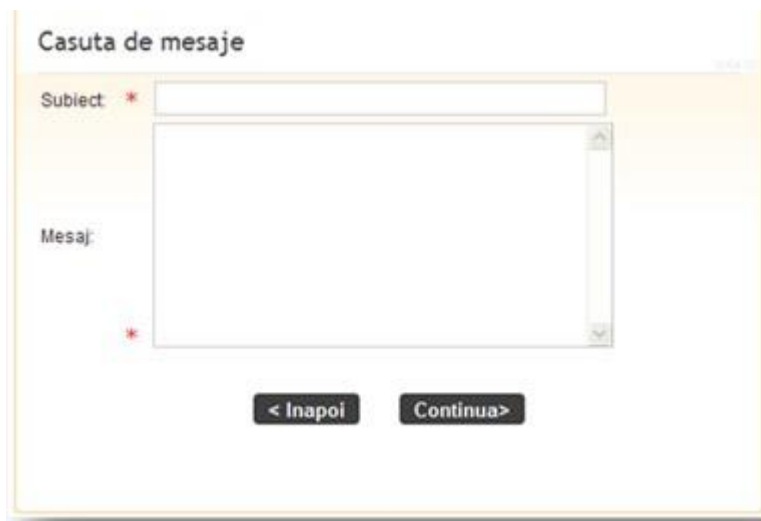 Casuta de mesaje
Subiect: *
Mesaj:
*
< Inapoi
Continua>